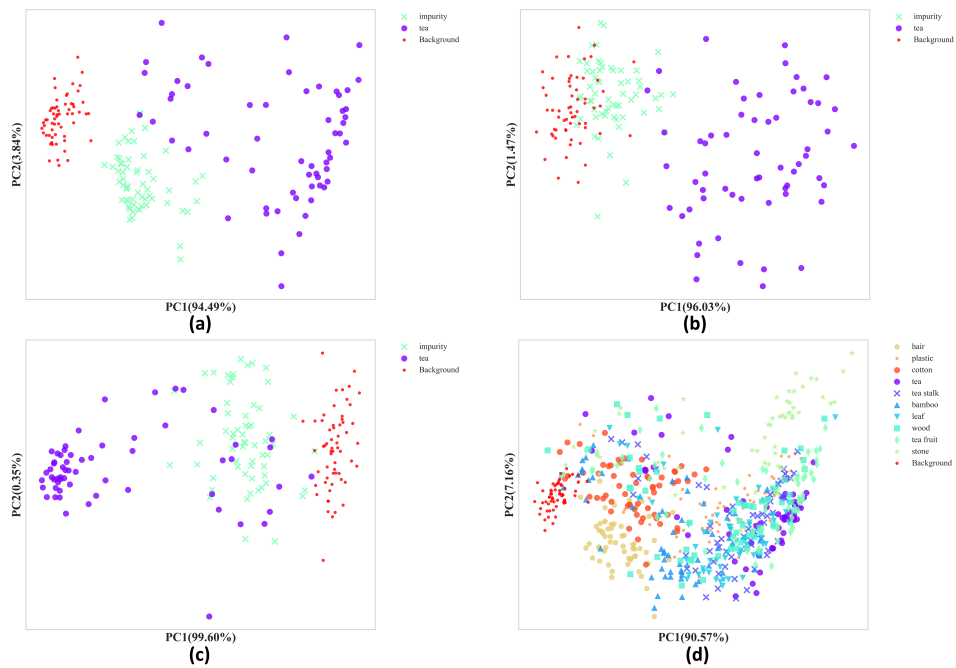 impurity
tea
Background
PC2(3.84%)
PC1(94.49%)
(a)
impurity
tea
Background
PC2(1.47%)
PC1(96.03%)
(b)
impurity
tea
Background
PC2(0.35%)
PC1(99.60%)
(c)
hair
plastic
cotton
tea
tea stalk
bamboo
leaf
wood
tea fruit
stone
Background
PC2(7.16%)
PC1(90.57%)
(d)